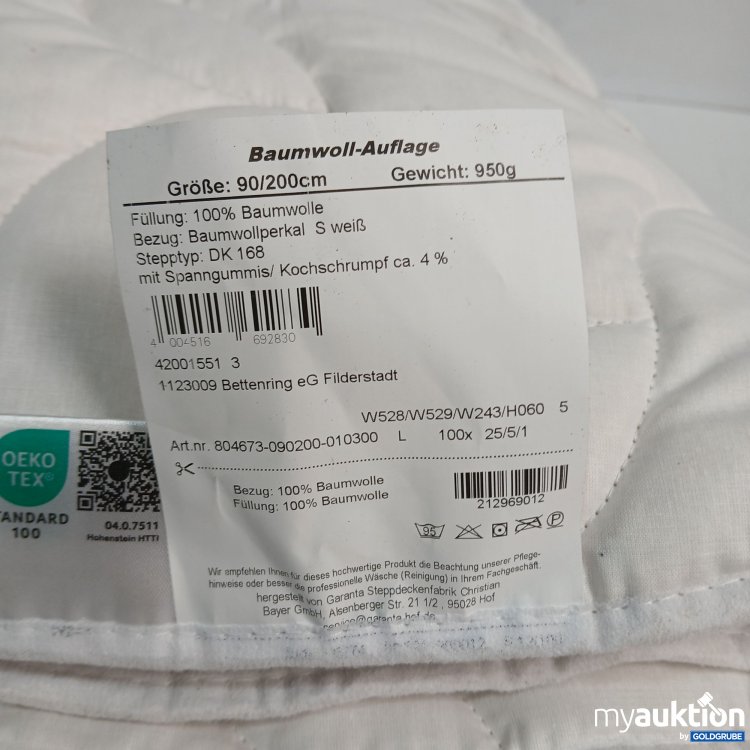 Baumwoll-Auflage
Größe: 90/200cm Gewicht: 950g
Füllung: 100% Baumwolle
Bezug: Baumwollperkal S weiß
Stepptyp: DK 168
mit Spanngummis/ Kochschrumpf ca. 4 %
4 004516 692830
42001551 3
1123009 Bettenring eG Filderstadt
W528/W529/W243/H060 5
Art.nr. 804673-090200-010300 L 100x 25/5/1
Bezug: 100% Baumwolle
Füllung: 100% Baumwolle
212969012
95
P
Wir empfehlen Ihnen für dieses hochwertige Produkt die Beachtung unserer Pflege-
hinweise oder besser die professionelle Wäsche (Reinigung) in Ihrem Fachgeschäft.
hergestellt von Garanta Steppdeckenfabrik Christian
Bayer GmbH, Alsenberger Str. 21 1/2 , 95028 Hof
service@garanta-hof.de
OEKO
TEX®
STANDARD
100
04.0.7511
Hohenstein HTTI
myauktion
by GOLDGRUBE